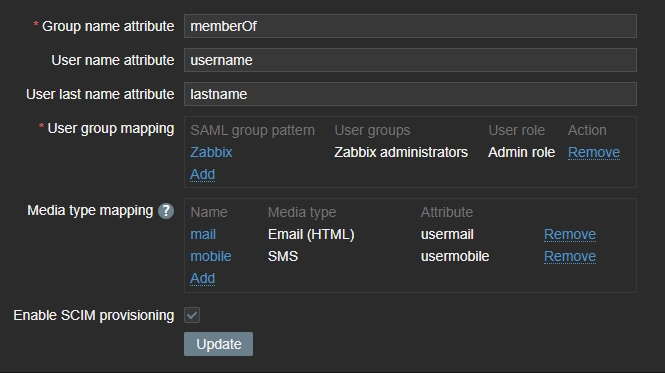 * Group name attribute memberOf
User name attribute username
User last name attribute lastname
* User group mapping SAML group pattern User groups User role Action
Zabbix Zabbix administrators Admin role Remove
Add
Media type mapping ? Name Media type Attribute
mail Email (HTML) usermail Remove
mobile SMS usermobile Remove
Add
Enable SCIM provisioning
Update